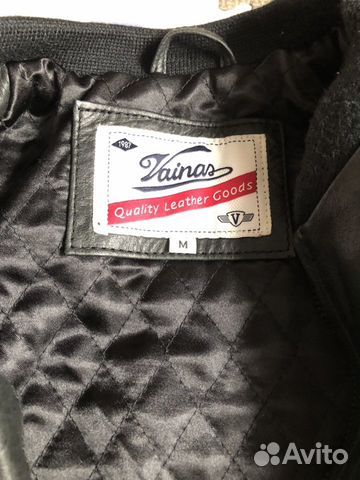 1987
Vainas
Quality Leather Goods
V
M
Avito